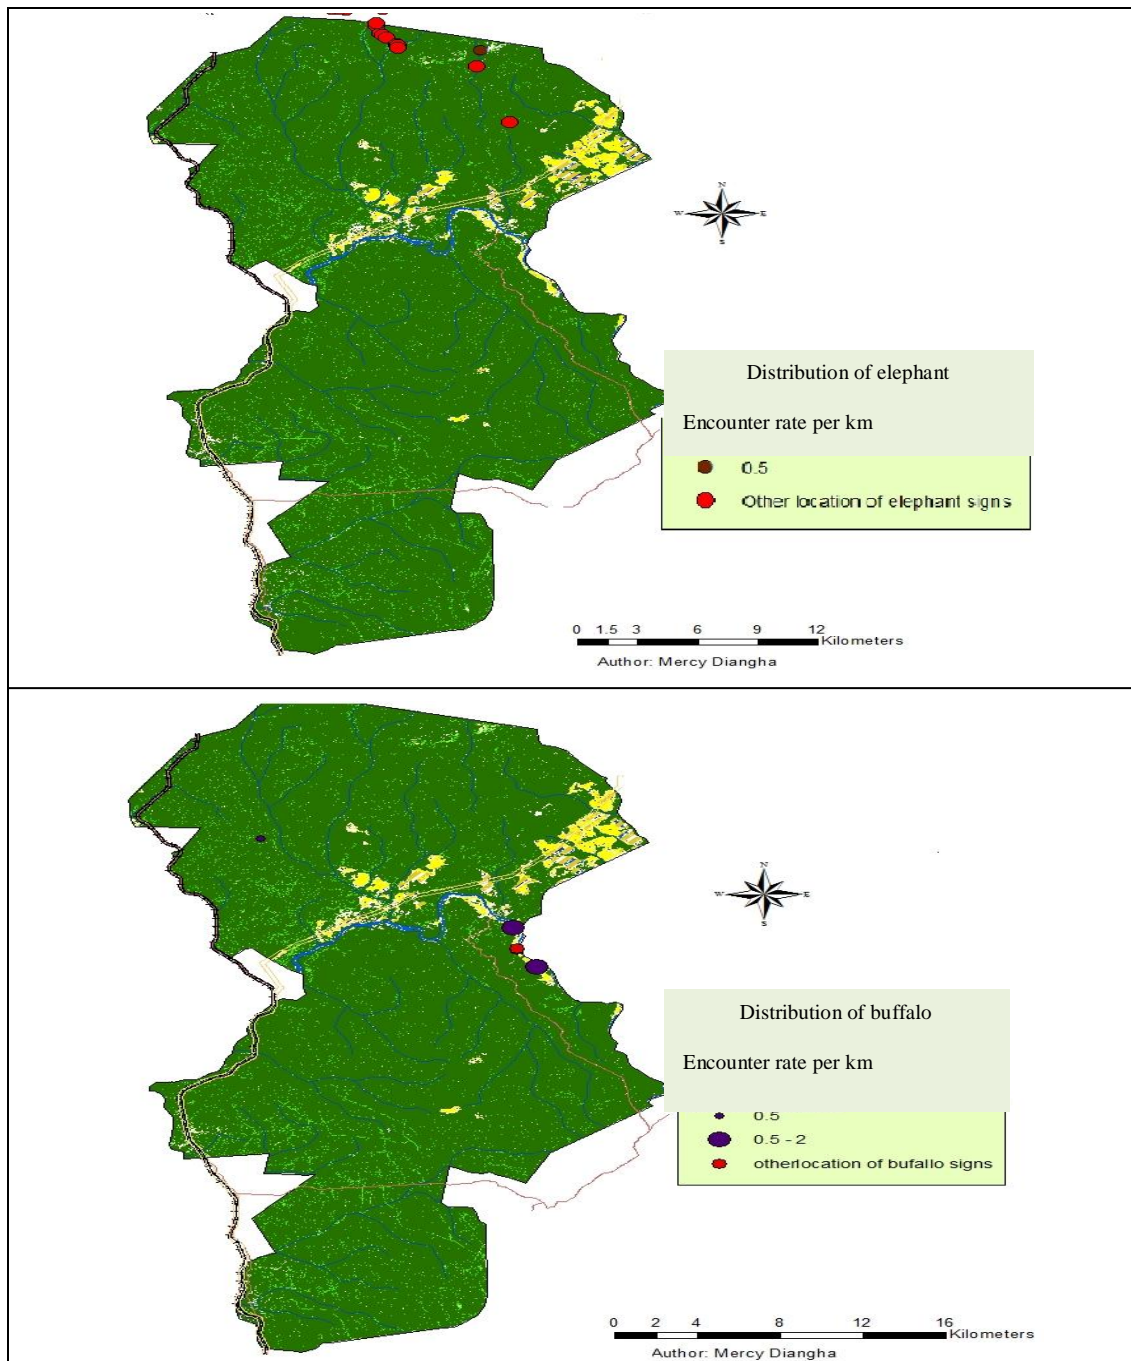 N
W E
S
Distribution of elephant
Encounter rate per km
0.5
Other location of elephant signs
0 1.5 3 6 9 12
Kilometers
Author: Mercy Diangha
N
W E
S
Distribution of buffalo
Encounter rate per km
0.5
0.5 - 2
otherlocation of bufallo signs
0 2 4 8 12 16
Kilometers
Author: Mercy Diangha